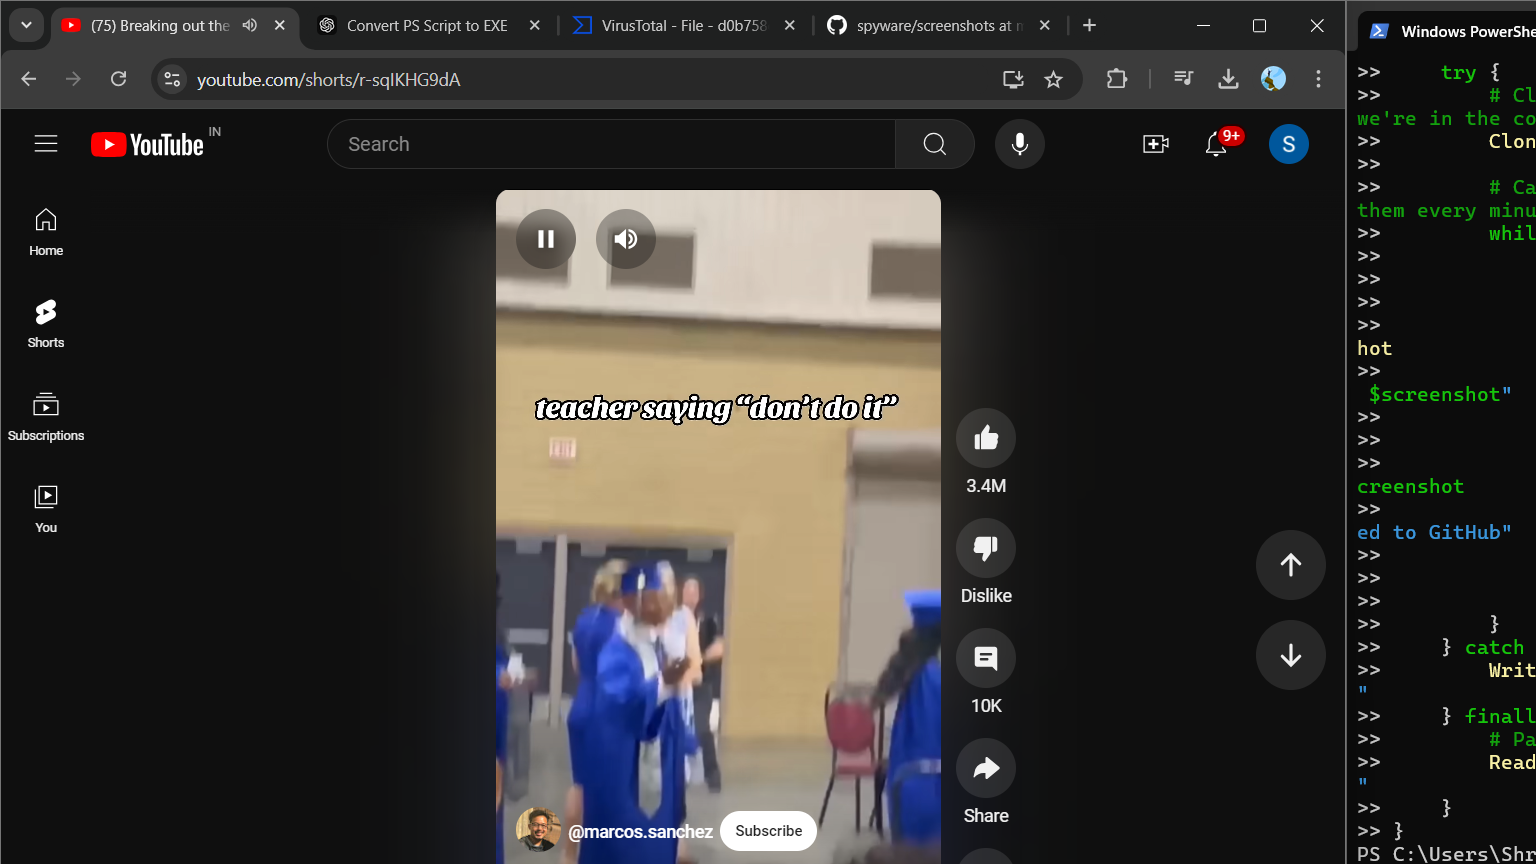 (75) Breaking out the
Convert PS Script to EXE
VirusTotal - File - d0b758
spyware/screenshots at m
Windows PowerShe
youtube.com/shorts/r-sqIKHG9dA
YouTube IN
Search
9+
S
Home
Shorts
Subscriptions
You
teacher saying “don’t do it”
EXIT
3.4M
Dislike
10K
Share
@marcos.sanchez
Subscribe
>> try {
>> # Cl
we're in the co
>> Clon
>>
>> # Ca
them every minu
>> whil
>>
>>
>>
>>
hot
>>
$screenshot"
>>
>>
>>
creenshot
>>
ed to GitHub"
>>
>>
>>
>> }
>> } catch
>> Writ
"
>> } finall
>> # Pa
>> Read
"
>> }
>> }
PS C:\Users\Shr